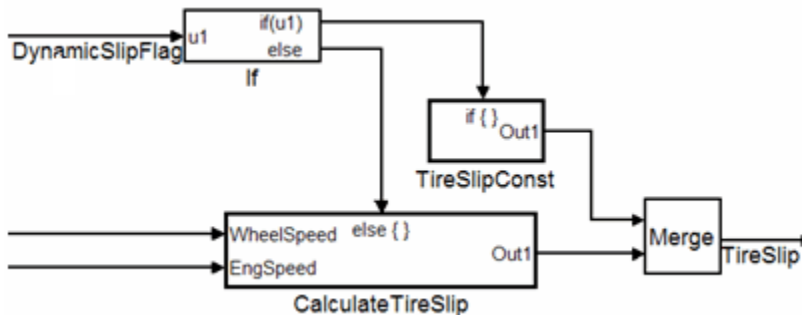 if(u1)
u1
else
DynamicSlipFlag
If
if { }
Out1
TireSlipConst
WheelSpeed
else { }
Out1
EngSpeed
Merge
TireSlip
CalculateTireSlip